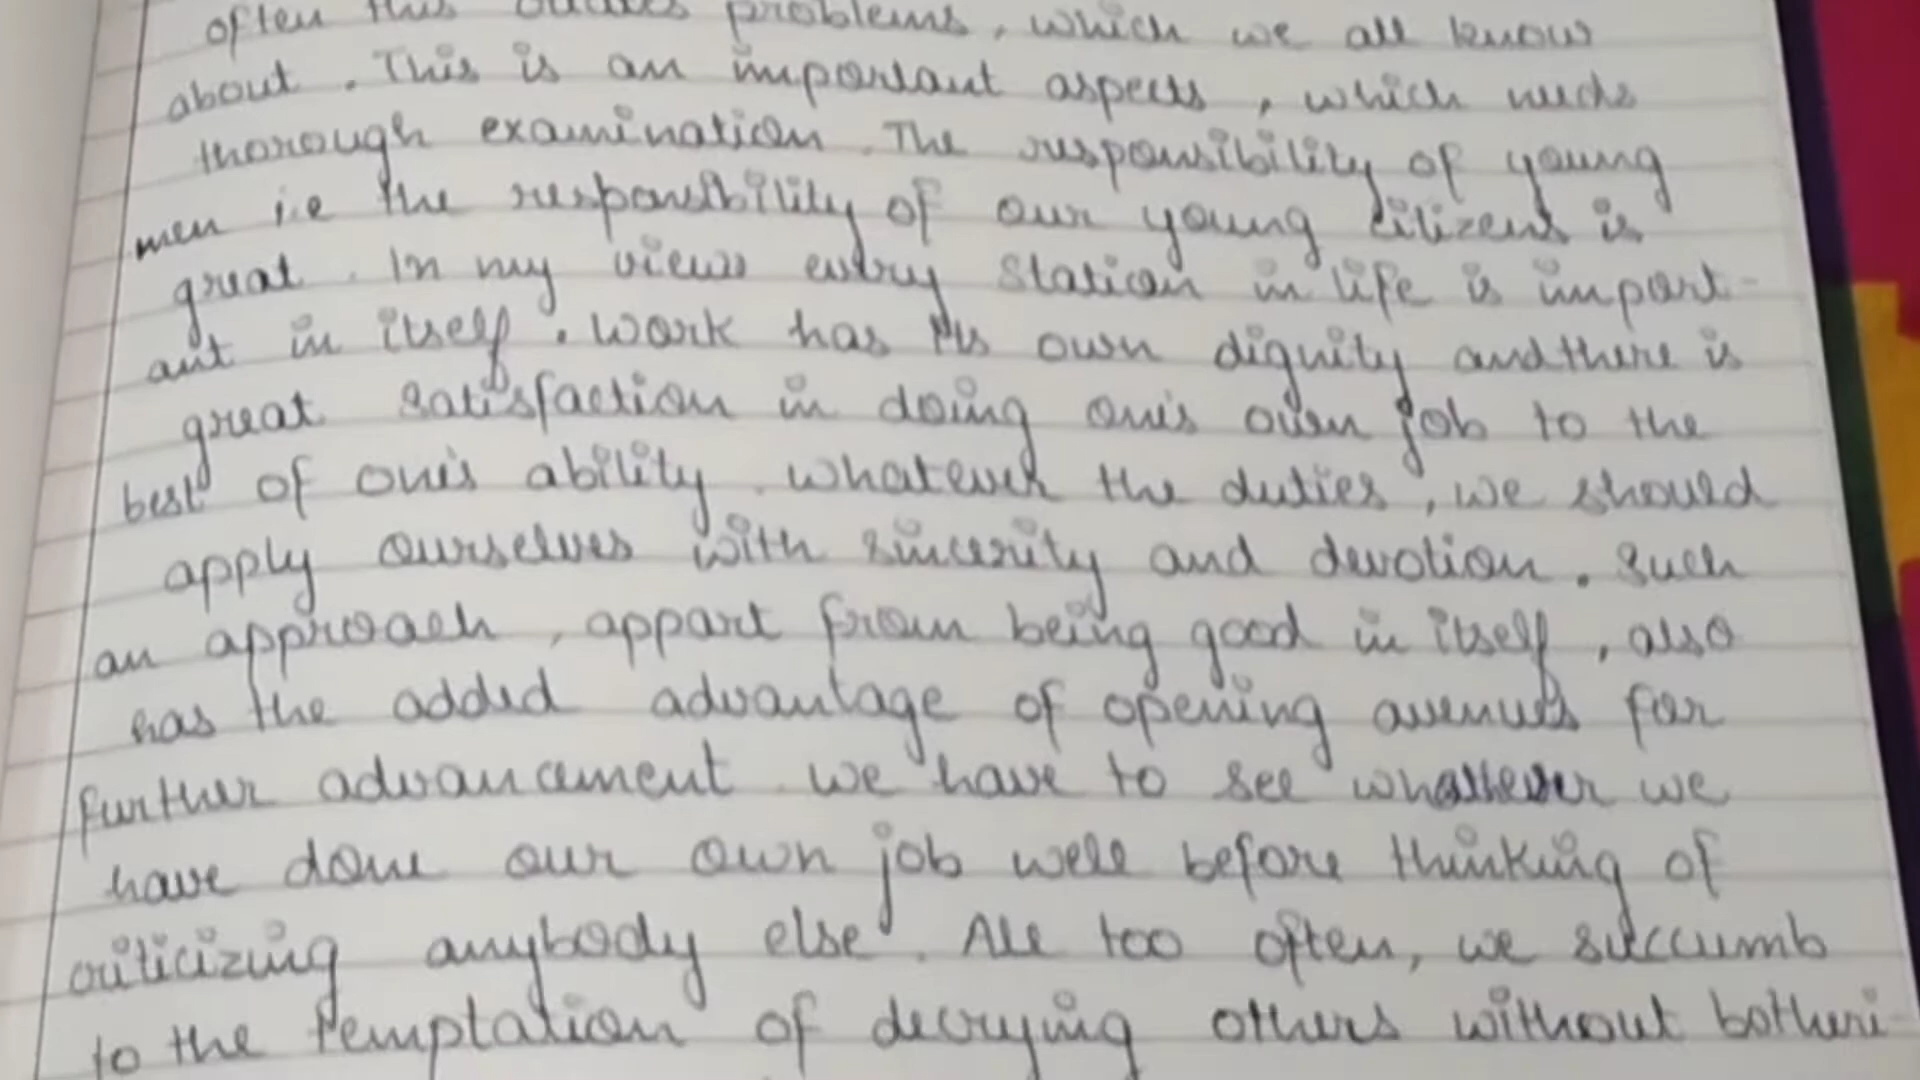 often this problems, which we all know
about. This is an important aspects, which needs
thorough examination. The responsibility of young
men i.e the responsibility of our young citizens is
great. In my views every station in life is import-
ant in itself. Work has its own dignity and there is
great satisfaction in doing one's own job to the
best of one's ability. whatever the duties, we should
apply ourselves with sincerity and devotion. Such
an approach, appart from being good in itself, also
has the added advantage of opening avenues for
further advancement we have to see whatever we
have done our own job well before thinking of
criticizing anybody else. All too often, we succumb
to the temptation of decrying others without botheri